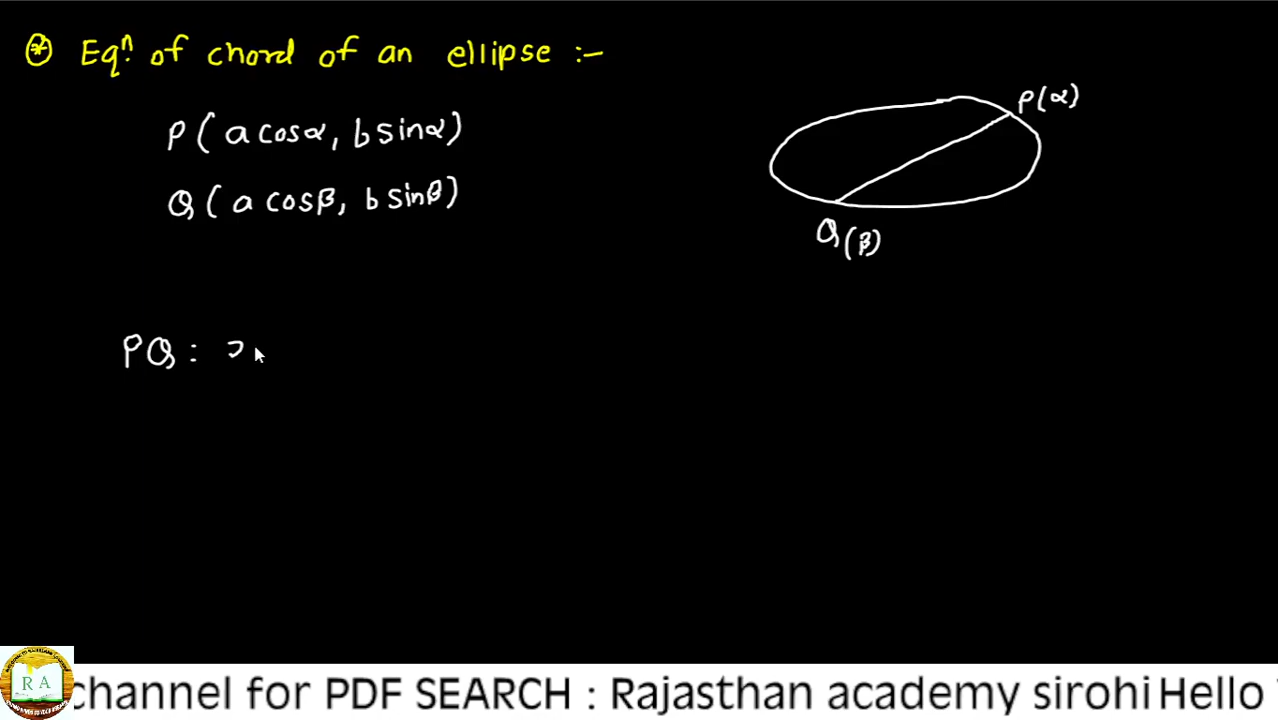 ⊛ Eqⁿ. of chord of an ellipse :-
P ( a cosα, b sinα)
Q ( a cosβ, b sinβ)
P(α)
Q(β)
PQ :
RA
channel for PDF SEARCH : Rajasthan academy sirohi Hello